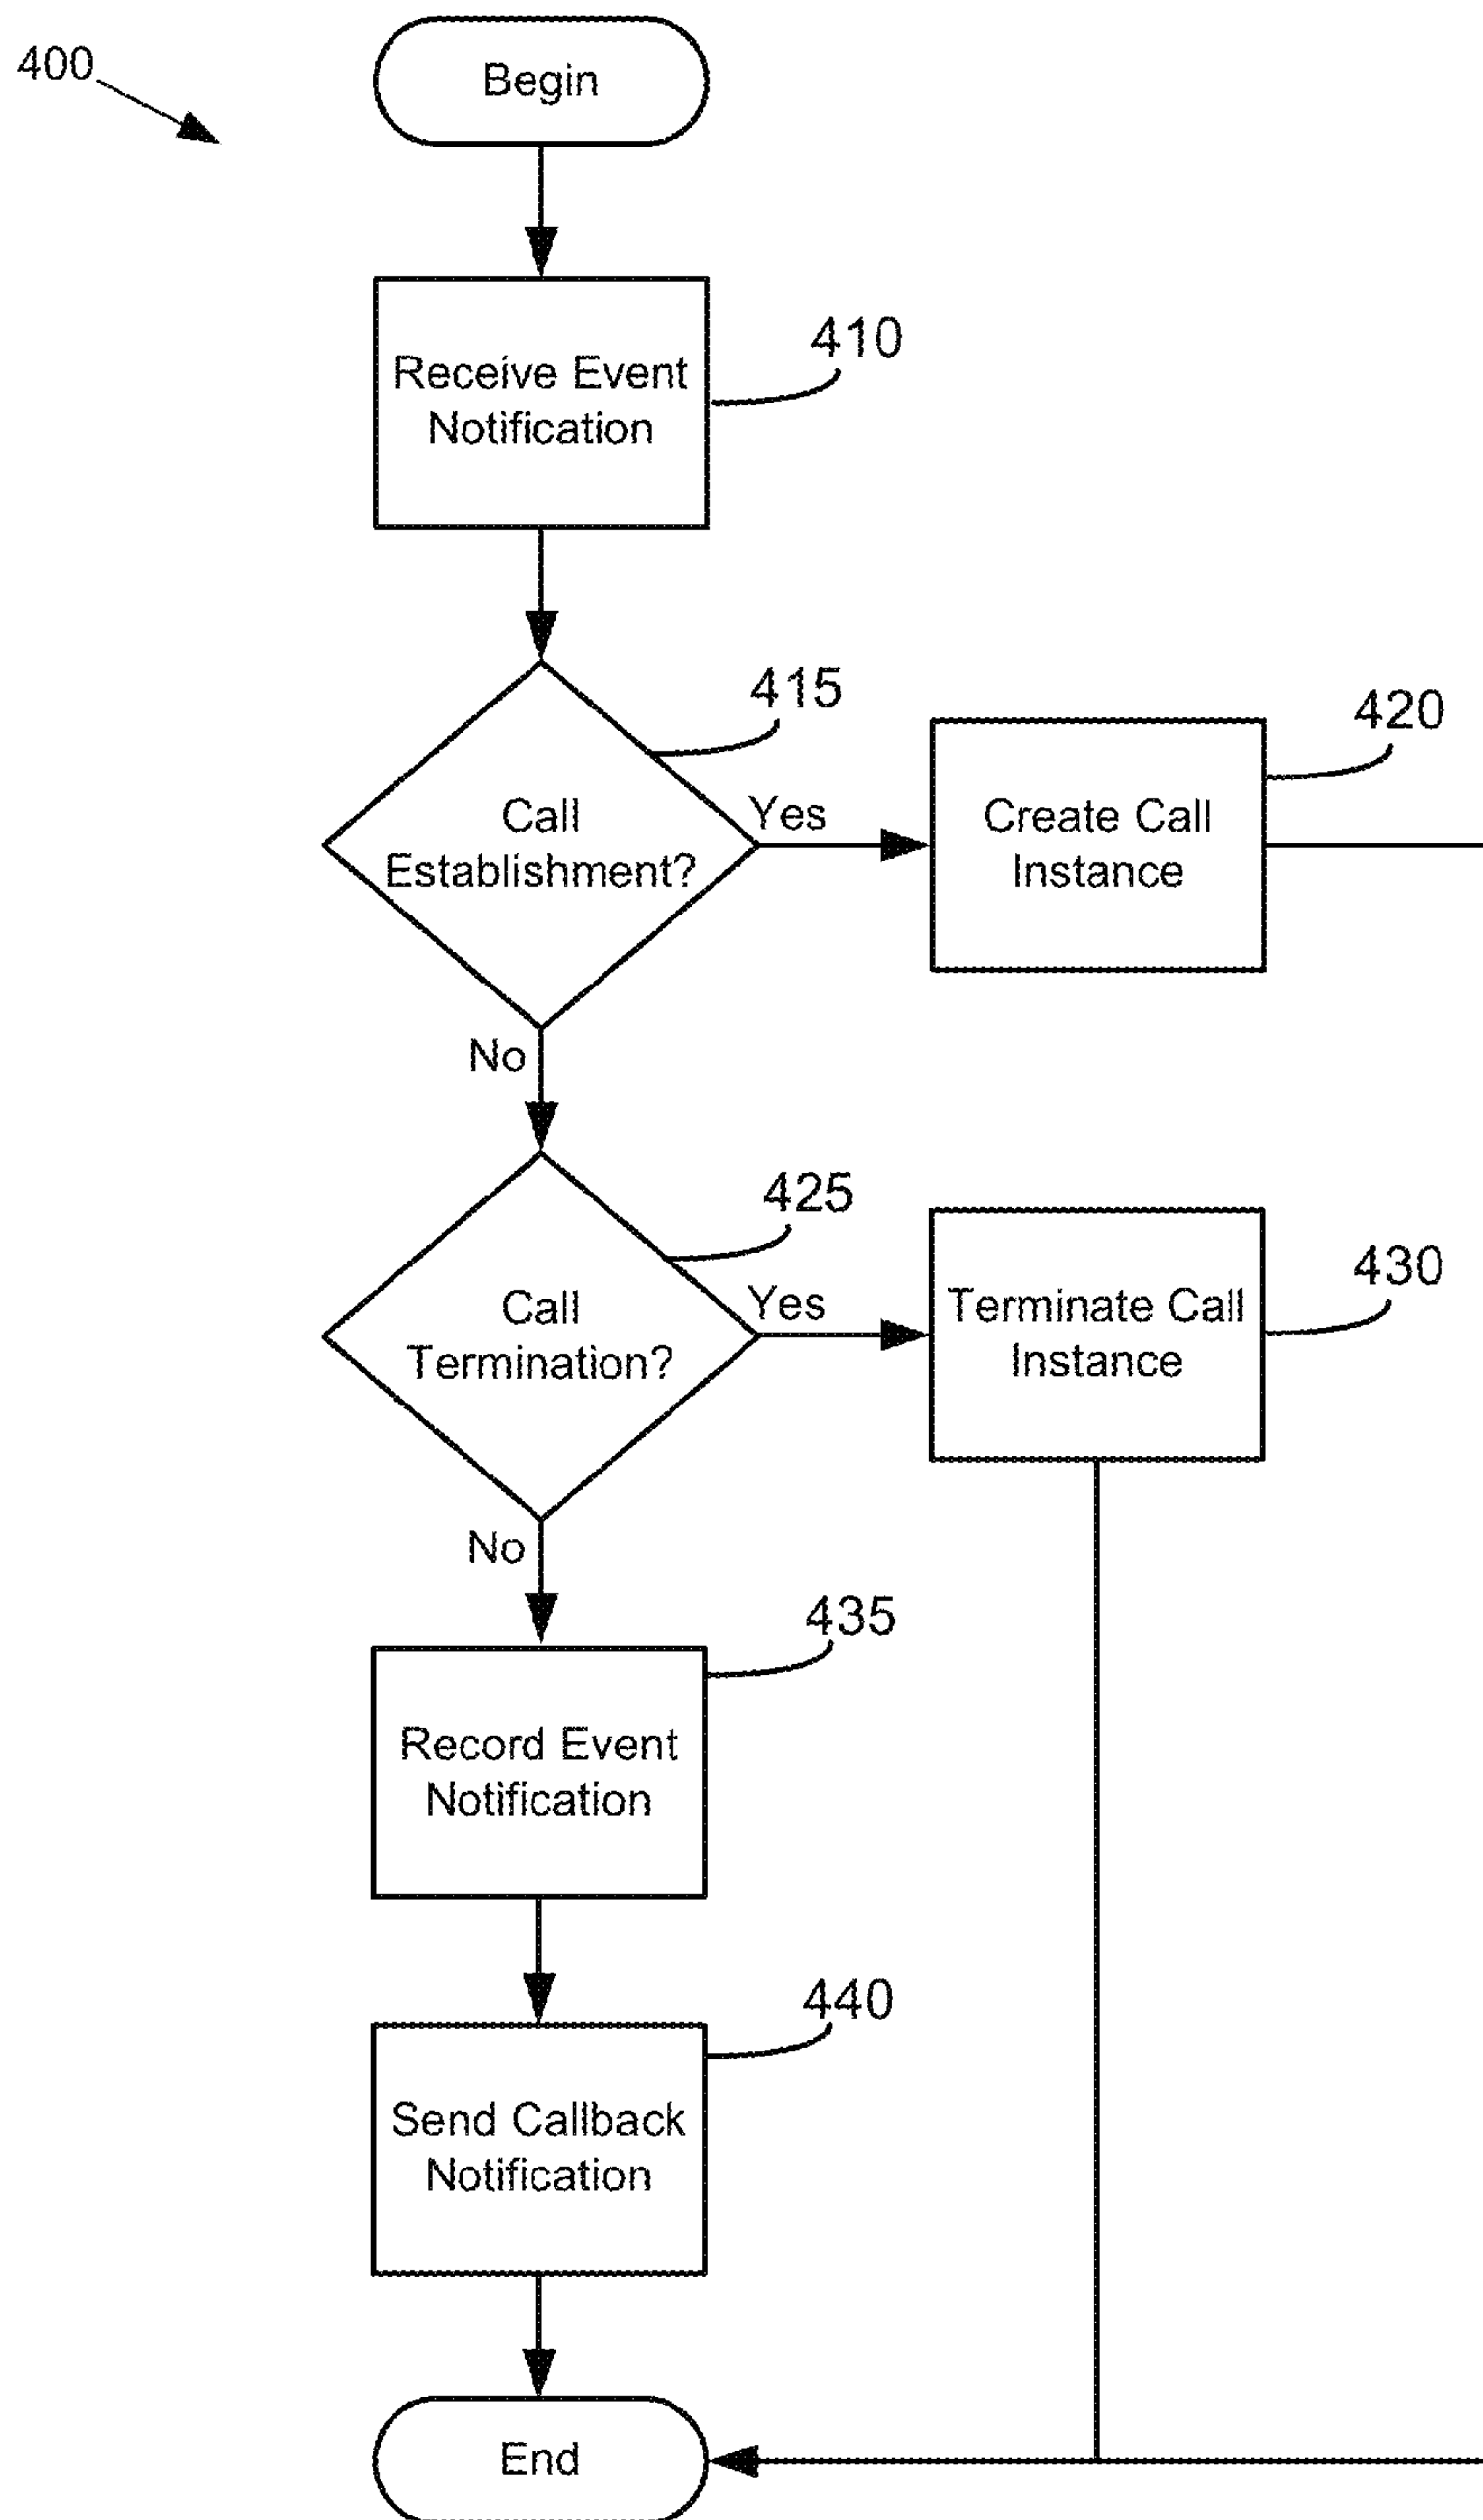 400
Begin
410
Receive Event
Notification
415
420
Call
Establishment?
Yes
Create Call
Instance
No
425
430
Call
Termination?
Yes
Terminate Call
Instance
No
435
Record Event
Notification
440
Send Callback
Notification
End